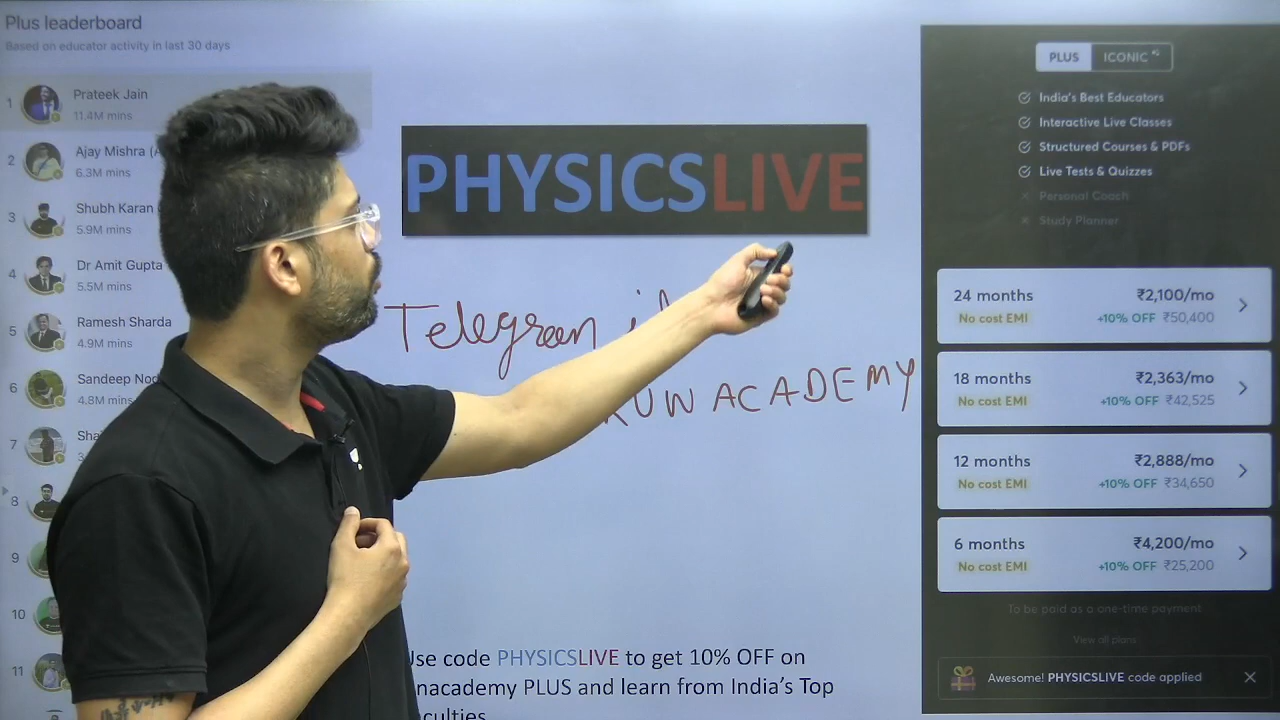 Plus leaderboard
Based on educator activity in last 30 days
1 Prateek Jain
11.4M mins
2 Ajay Mishra (A
6.3M mins
3 Shubh Karan
5.9M mins
4 Dr Amit Gupta
5.5M mins
5 Ramesh Sharda
4.9M mins
6 Sandeep Nod
4.8M mins
7 Sha
3
8
9
10
11
PHYSICSLIVE
Telegram
RUWACADEMY
Use code PHYSICSLIVE to get 10% OFF on
nacademy PLUS and learn from India's Top
culties
PLUS ICONIC
India's Best Educators
Interactive Live Classes
Structured Courses & PDFs
Live Tests & Quizzes
Personal Coach
Study Planner
24 months ₹2,100/mo
No cost EMI +10% OFF ₹50,400
18 months ₹2,363/mo
No cost EMI +10% OFF ₹42,525
12 months ₹2,888/mo
No cost EMI +10% OFF ₹34,650
6 months ₹4,200/mo
No cost EMI +10% OFF ₹25,200
To be paid as a one-time payment
View all plans
Awesome! PHYSICSLIVE code applied